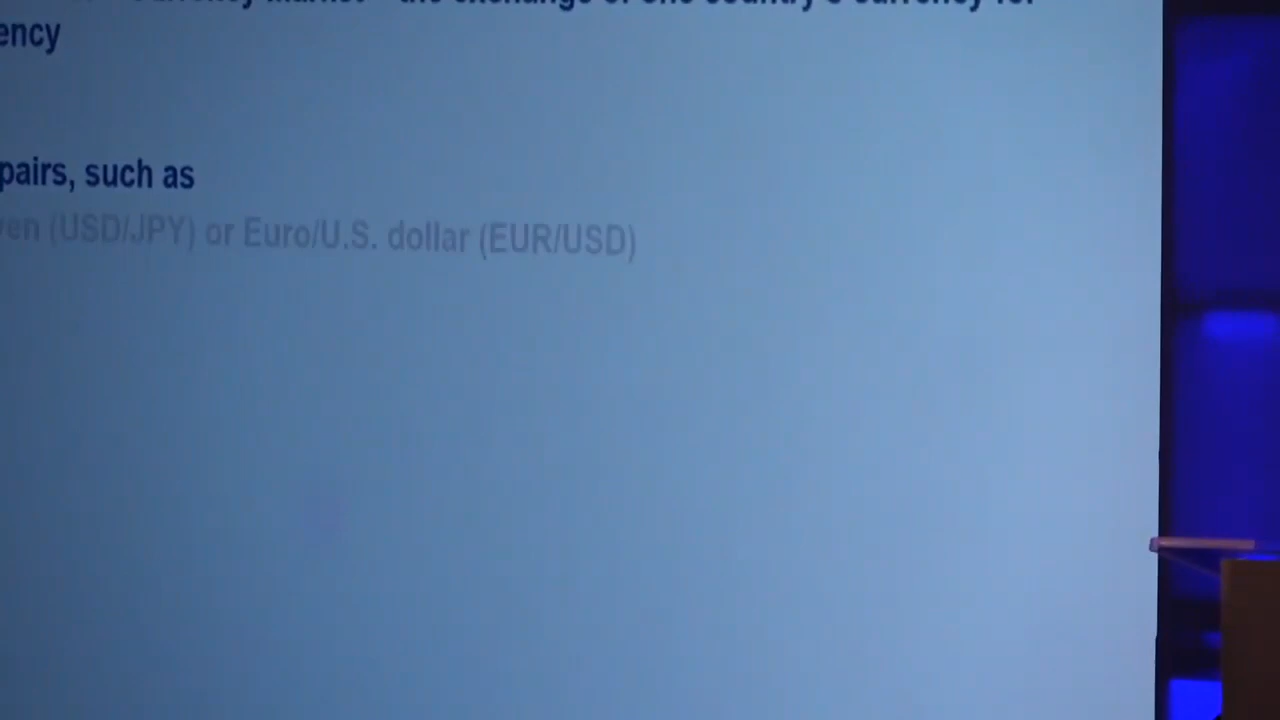 currency market - the exchange of one country's currency for
ency
pairs, such as
yen (USD/JPY) or Euro/U.S. dollar (EUR/USD)